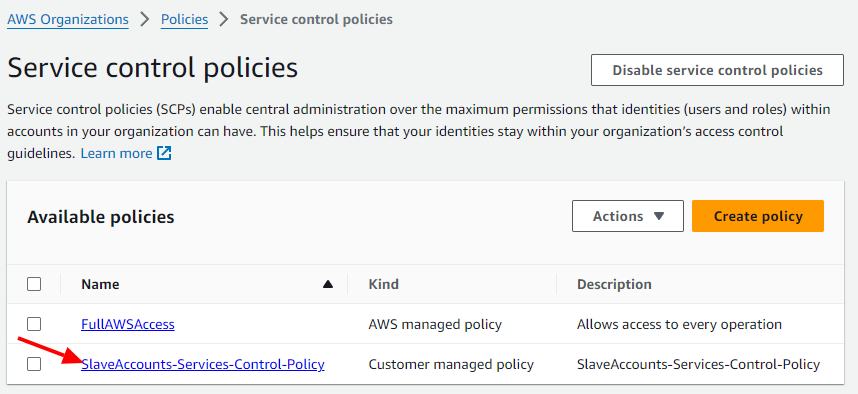 AWS Organizations > Policies > Service control policies
Service control policies
Disable service control policies
Service control policies (SCPs) enable central administration over the maximum permissions that identities (users and roles) within
accounts in your organization can have. This helps ensure that your identities stay within your organization's access control
guidelines. Learn more
Available policies
Actions
Create policy
Name Kind Description
FullAWSAccess AWS managed policy Allows access to every operation
SlaveAccounts-Services-Control-Policy Customer managed policy SlaveAccounts-Services-Control-Policy